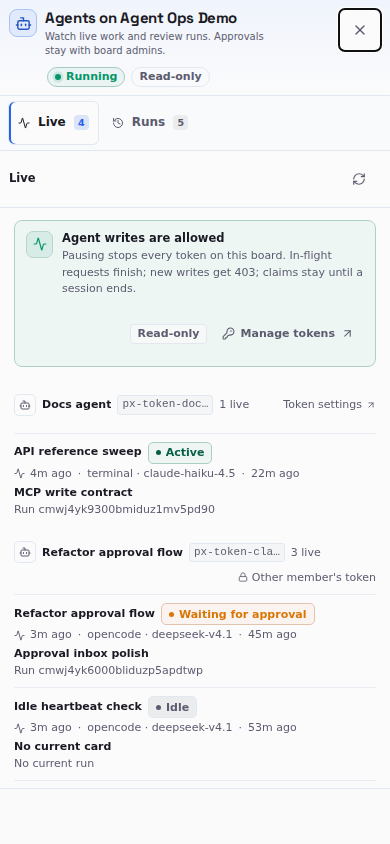 Agents on Agent Ops Demo
Watch live work and review runs. Approvals
stay with board admins.
Running Read-only
Live 4 Runs 5
Live
Agent writes are allowed
Pausing stops every token on this board. In-flight
requests finish; new writes get 403; claims stay until a
session ends.
Read-only Manage tokens
Docs agent px-token-doc… 1 live Token settings
API reference sweep Active
4m ago · terminal · claude-haiku-4.5 · 22m ago
MCP write contract
Run cmwj4yk9300bmiduz1mv5pd90
Refactor approval flow px-token-cla… 3 live
Other member's token
Refactor approval flow Waiting for approval
3m ago · opencode · deepseek-v4.1 · 45m ago
Approval inbox polish
Run cmwj4yk6000bliduzp5apdtwp
Idle heartbeat check Idle
3m ago · opencode · deepseek-v4.1 · 53m ago
No current card
No current run